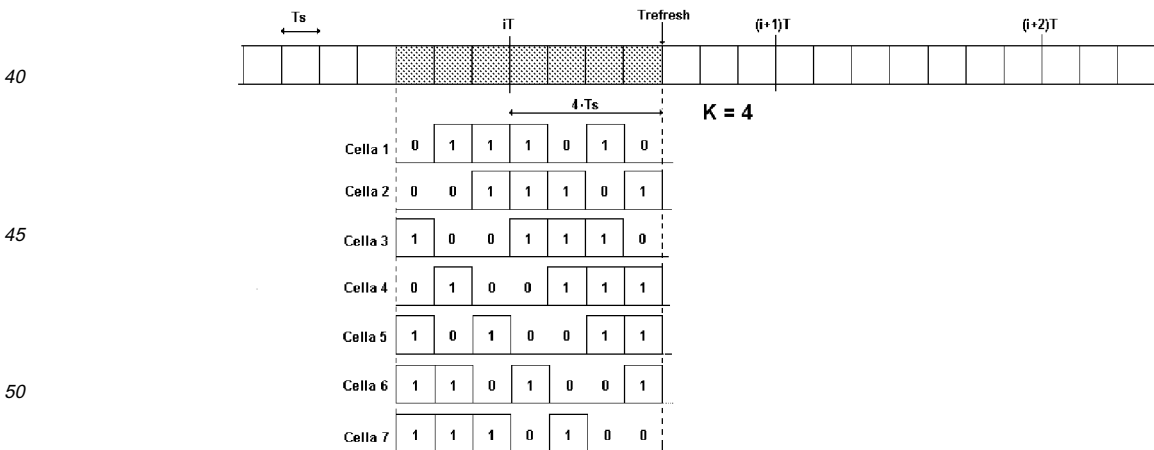 Ts iT Trefresh (i+1)T (i+2)T
40
4·Ts K = 4
Cella 1 0 1 1 1 0 1 0
Cella 2 0 0 1 1 1 0 1
45
Cella 3 1 0 0 1 1 1 0
Cella 4 0 1 0 0 1 1 1
Cella 5 1 0 1 0 0 1 1
50
Cella 6 1 1 0 1 0 0 1
Cella 7 1 1 1 0 1 0 0